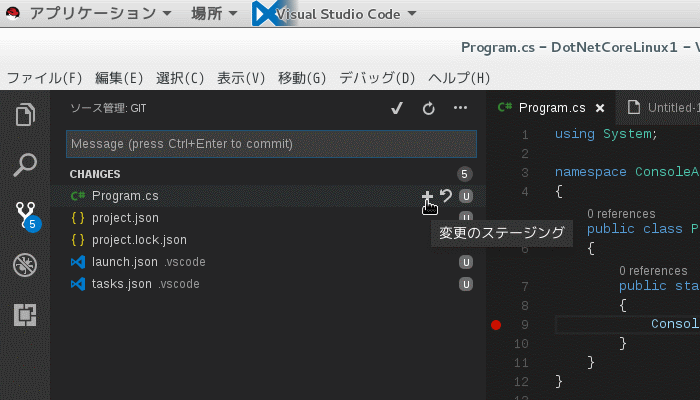 アプリケーション 場所 Visual Studio Code
Program.cs - DotNetCoreLinux1 -
ファイル(F) 編集(E) 選択(C) 表示(V) 移動(G) デバッグ(D) ヘルプ(H)
ソース管理: GIT
Message (press Ctrl+Enter to commit)
CHANGES 5
C# Program.cs U
{ } project.json U
{ } project.lock.json
launch.json .vscode U
tasks.json .vscode U
5
変更のステージング
C# Program.cs Untitled-1
1 using System;
2
3 namespace ConsoleA
4 {
0 references
public class P
6 {
0 references
7 public sta
8 {
9 Consol
10 }
11 }
12 }